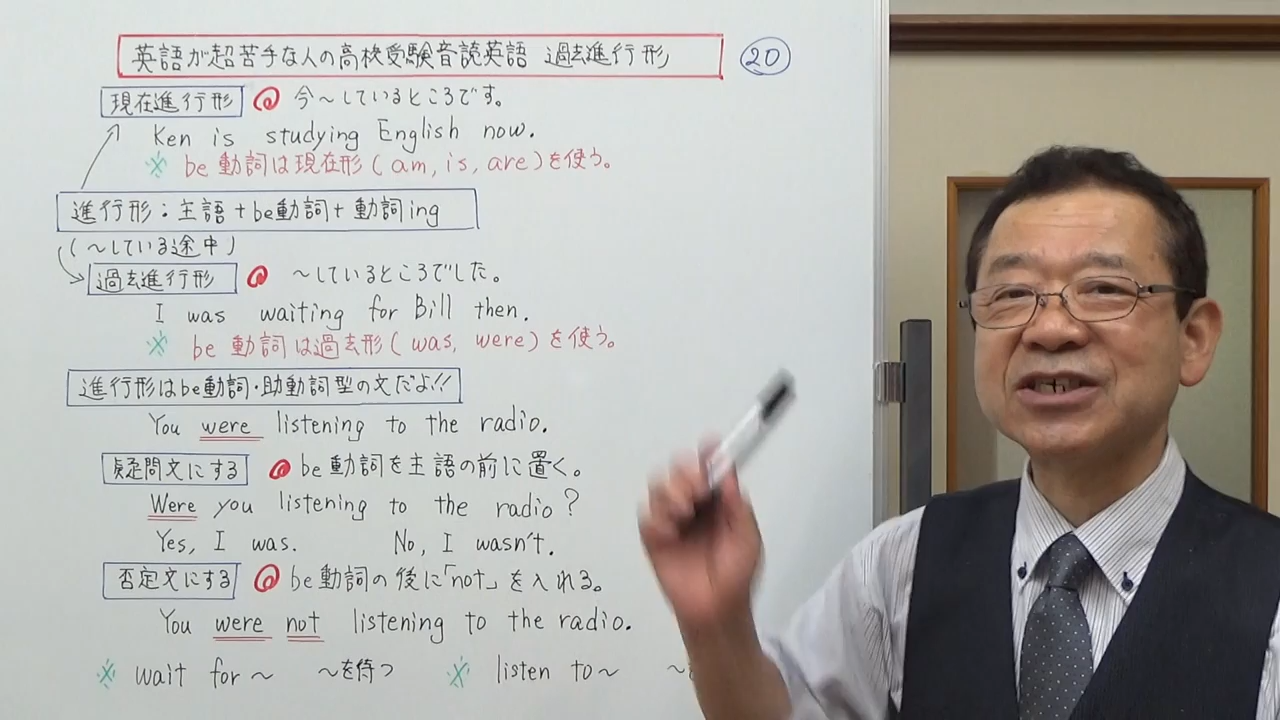 英語が超苦手な人の高校受験音読英語 過去進行形 20
現在進行形 今〜しているところです。
Ken is studying English now.
※ be動詞は現在形(am, is, are)を使う。
進行形:主語+be動詞+動詞ing
(〜している途中)
過去進行形 〜しているところでした。
I was waiting for Bill then.
※ be動詞は過去形(was, were)を使う。
進行形はbe動詞・助動詞型の文だよ!!
You were listening to the radio.
疑問文にする be動詞を主語の前に置く。
Were you listening to the radio?
Yes, I was. No, I wasn't.
否定文にする be動詞の後に「not」を入れる。
You were not listening to the radio.
※ wait for〜 〜を待つ ※ listen to〜 〜